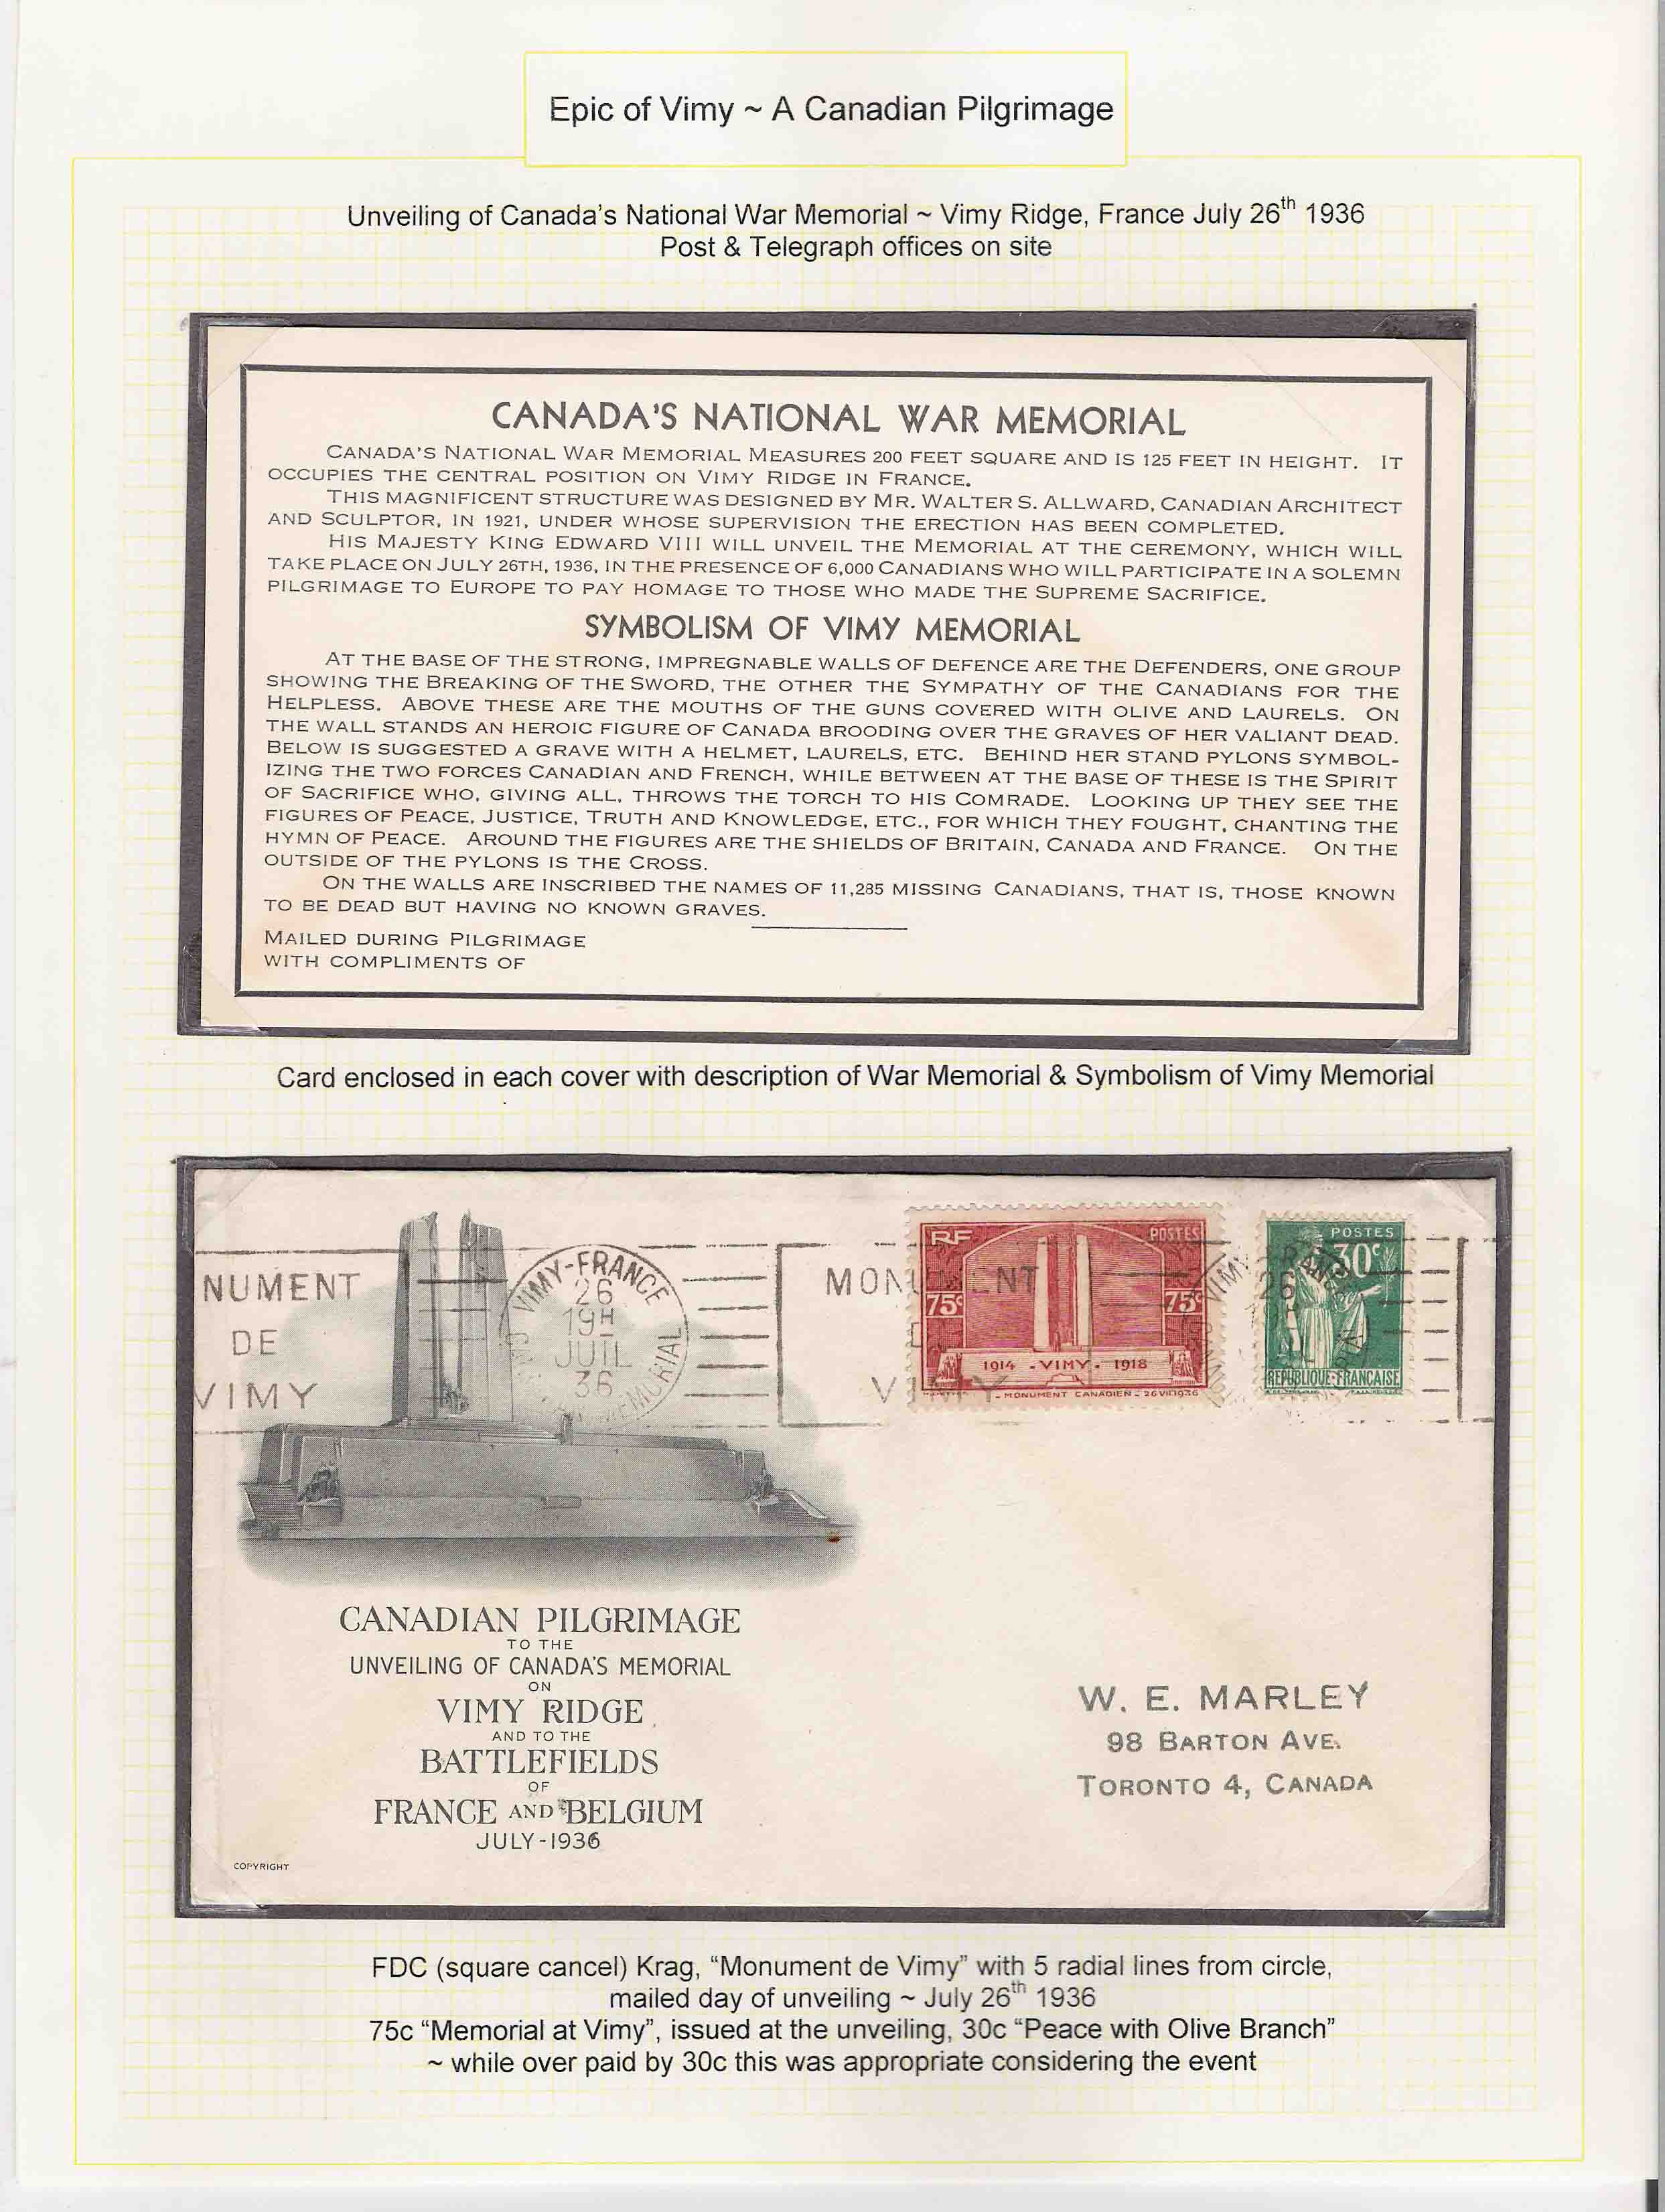 Epic of Vimy ~ A Canadian Pilgrimage
Unveiling of Canada's National War Memorial ~ Vimy Ridge, France July 26th 1936
Post & Telegraph offices on site
CANADA'S NATIONAL WAR MEMORIAL
CANADA'S NATIONAL WAR MEMORIAL MEASURES 200 FEET SQUARE AND IS 125 FEET IN HEIGHT. IT
OCCUPIES THE CENTRAL POSITION ON VIMY RIDGE IN FRANCE.
THIS MAGNIFICENT STRUCTURE WAS DESIGNED BY MR. WALTER S. ALLWARD, CANADIAN ARCHITECT
AND SCULPTOR, IN 1921, UNDER WHOSE SUPERVISION THE ERECTION HAS BEEN COMPLETED.
HIS MAJESTY KING EDWARD VIII WILL UNVEIL THE MEMORIAL AT THE CEREMONY, WHICH WILL
TAKE PLACE ON JULY 26TH, 1936, IN THE PRESENCE OF 6,000 CANADIANS WHO WILL PARTICIPATE IN A SOLEMN
PILGRIMAGE TO EUROPE TO PAY HOMAGE TO THOSE WHO MADE THE SUPREME SACRIFICE.
SYMBOLISM OF VIMY MEMORIAL
AT THE BASE OF THE STRONG, IMPREGNABLE WALLS OF DEFENCE ARE THE DEFENDERS, ONE GROUP
SHOWING THE BREAKING OF THE SWORD, THE OTHER THE SYMPATHY OF THE CANADIANS FOR THE
HELPLESS. ABOVE THESE ARE THE MOUTHS OF THE GUNS COVERED WITH OLIVE AND LAURELS. ON
THE WALL STANDS AN HEROIC FIGURE OF CANADA BROODING OVER THE GRAVES OF HER VALIANT DEAD.
BELOW IS SUGGESTED A GRAVE WITH A HELMET, LAURELS, ETC. BEHIND HER STAND PYLONS SYMBOL-
IZING THE TWO FORCES CANADIAN AND FRENCH, WHILE BETWEEN AT THE BASE OF THESE IS THE SPIRIT
OF SACRIFICE WHO, GIVING ALL, THROWS THE TORCH TO HIS COMRADE. LOOKING UP THEY SEE THE
FIGURES OF PEACE, JUSTICE, TRUTH AND KNOWLEDGE, ETC., FOR WHICH THEY FOUGHT, CHANTING THE
HYMN OF PEACE. AROUND THE FIGURES ARE THE SHIELDS OF BRITAIN, CANADA AND FRANCE. ON THE
OUTSIDE OF THE PYLONS IS THE CROSS.
ON THE WALLS ARE INSCRIBED THE NAMES OF 11,285 MISSING CANADIANS, THAT IS, THOSE KNOWN
TO BE DEAD BUT HAVING NO KNOWN GRAVES.
MAILED DURING PILGRIMAGE
WITH COMPLIMENTS OF
Card enclosed in each cover with description of War Memorial & Symbolism of Vimy Memorial
NUMENT
DE
VIMY
VIMY-FRANCE
26
19H
JUIL
36
MEMORIAL
MONUMENT
VIMY
RF POSTES
75c 75c
1914 - VIMY - 1918
- MONUMENT CANADIEN - 26 VII 1936
POSTES
30c
REPUBLIQUE-FRANCAISE
26
CANADIAN PILGRIMAGE
TO THE
UNVEILING OF CANADA'S MEMORIAL
ON
VIMY RIDGE
AND TO THE
BATTLEFIELDS
OF
FRANCE AND BELGIUM
JULY-1936
COPYRIGHT
W. E. MARLEY
98 BARTON AVE.
TORONTO 4, CANADA
FDC (square cancel) Krag, "Monument de Vimy" with 5 radial lines from circle,
mailed day of unveiling ~ July 26th 1936
75c "Memorial at Vimy", issued at the unveiling, 30c "Peace with Olive Branch"
~ while over paid by 30c this was appropriate considering the event